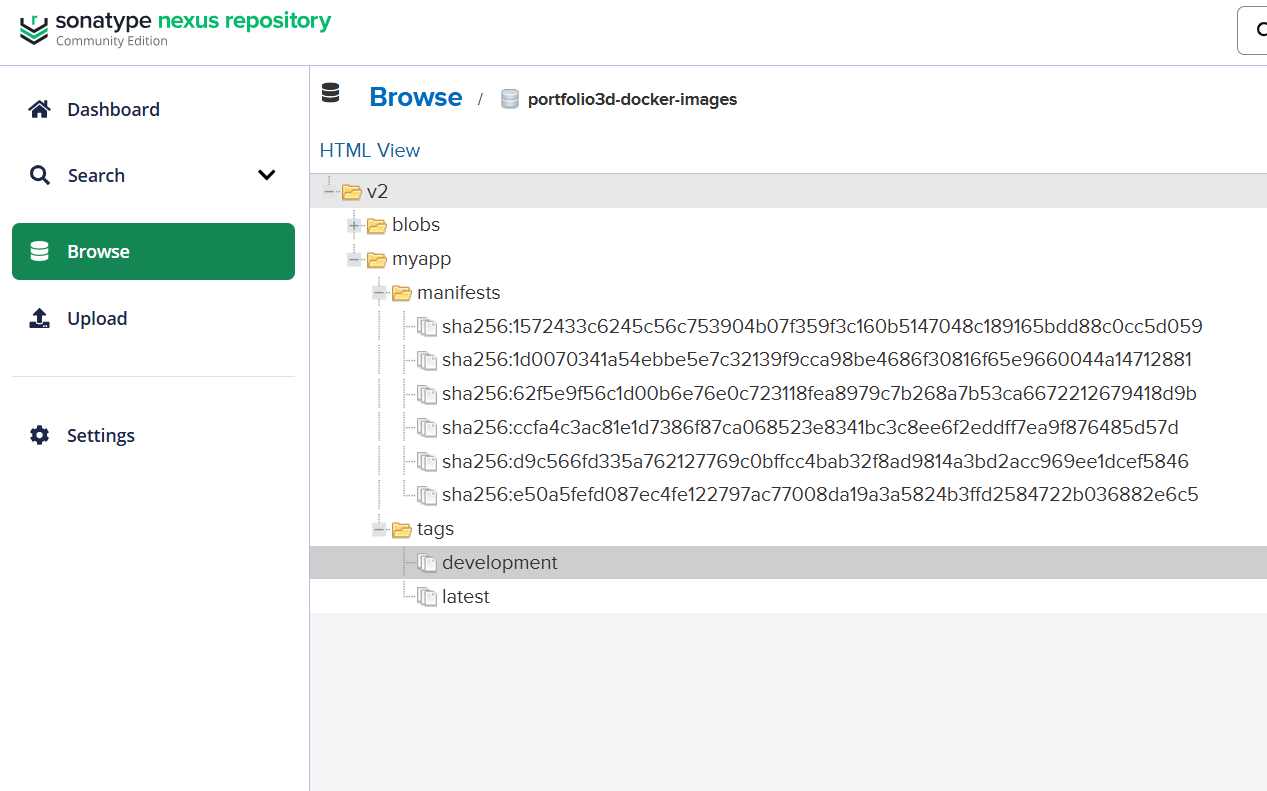 sonatype nexus repository
Community Edition
Dashboard
Search
Browse
Upload
Settings
Browse / portfolio3d-docker-images
HTML View
v2
blobs
myapp
manifests
sha256:1572433c6245c56c753904b07f359f3c160b5147048c189165bdd88c0cc5d059
sha256:1d0070341a54ebbe5e7c32139f9cca98be4686f30816f65e9660044a14712881
sha256:62f5e9f56c1d00b6e76e0c723118fea8979c7b268a7b53ca6672212679418d9b
sha256:ccfa4c3ac81e1d7386f87ca068523e8341bc3c8ee6f2eddff7ea9f876485d57d
sha256:d9c566fd335a762127769c0bffcc4bab32f8ad9814a3bd2acc969ee1dcef5846
sha256:e50a5fefd087ec4fe122797ac77008da19a3a5824b3ffd2584722b036882e6c5
tags
development
latest